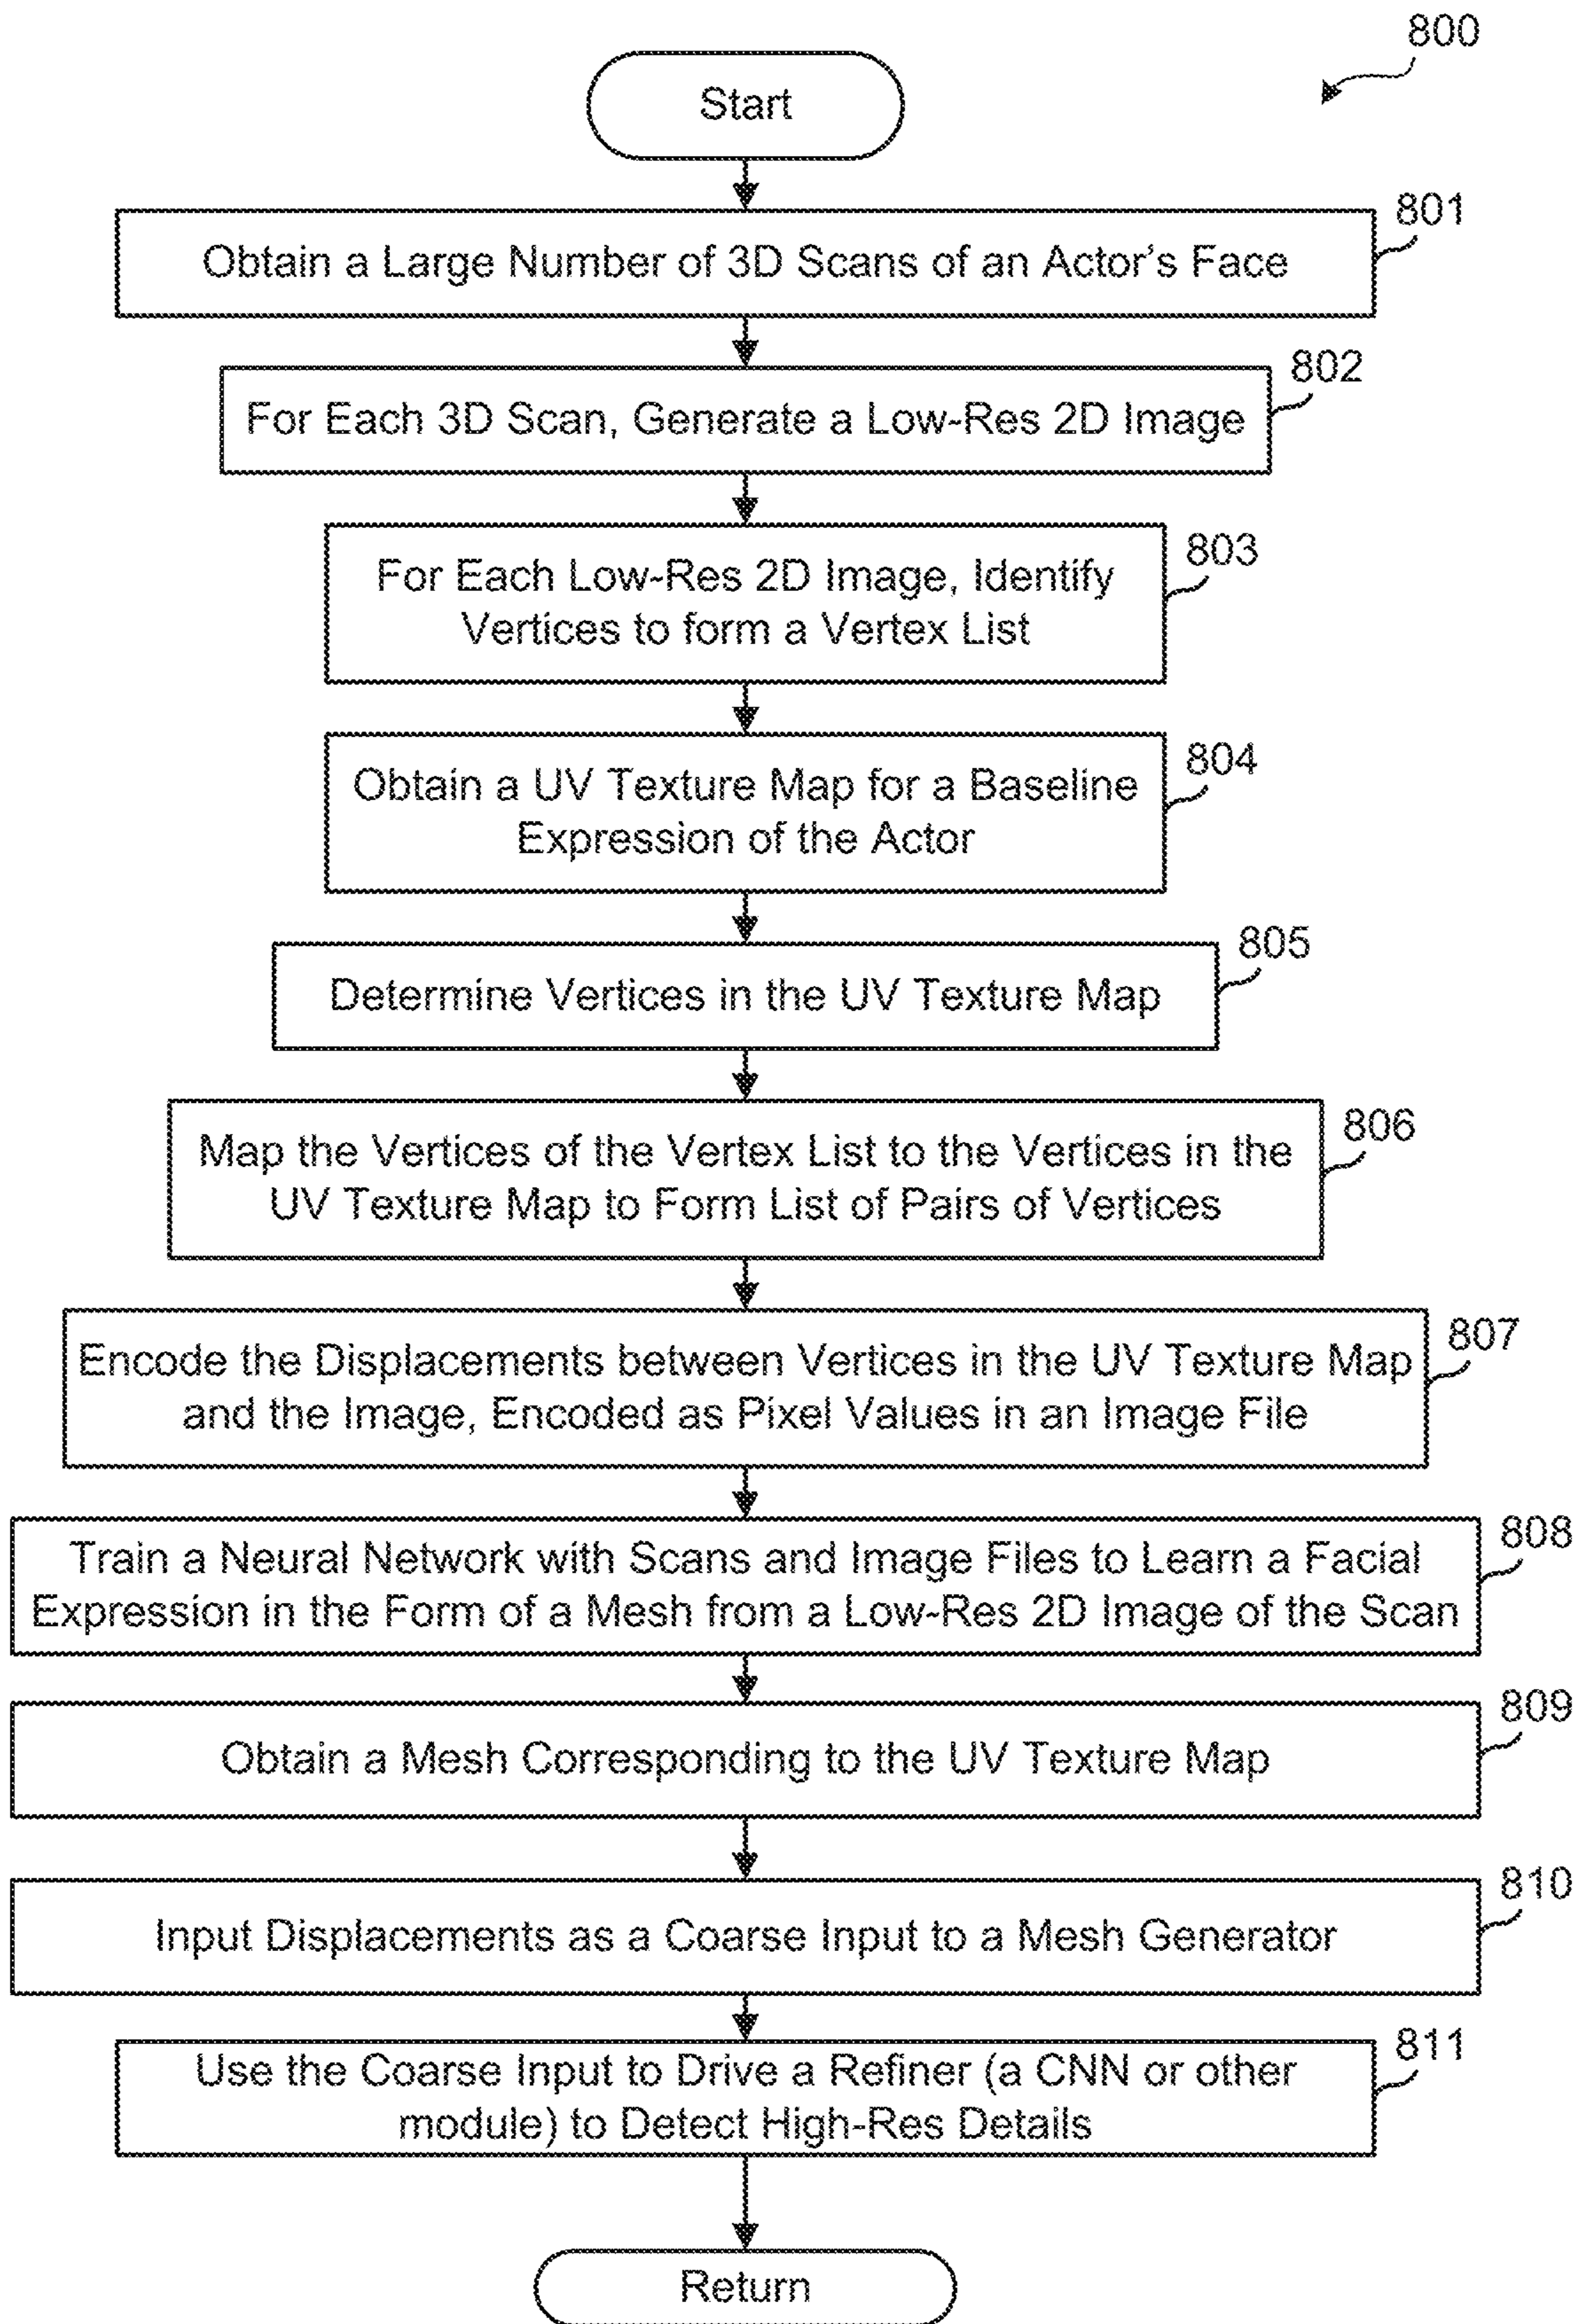 800
Start
801
Obtain a Large Number of 3D Scans of an Actor's Face
802
For Each 3D Scan, Generate a Low-Res 2D Image
803
For Each Low-Res 2D Image, Identify
Vertices to form a Vertex List
804
Obtain a UV Texture Map for a Baseline
Expression of the Actor
805
Determine Vertices in the UV Texture Map
806
Map the Vertices of the Vertex List to the Vertices in the
UV Texture Map to Form List of Pairs of Vertices
807
Encode the Displacements between Vertices in the UV Texture Map
and the Image, Encoded as Pixel Values in an Image File
808
Train a Neural Network with Scans and Image Files to Learn a Facial
Expression in the Form of a Mesh from a Low-Res 2D Image of the Scan
809
Obtain a Mesh Corresponding to the UV Texture Map
810
Input Displacements as a Coarse Input to a Mesh Generator
811
Use the Coarse Input to Drive a Refiner (a CNN or other
module) to Detect High-Res Details
Return